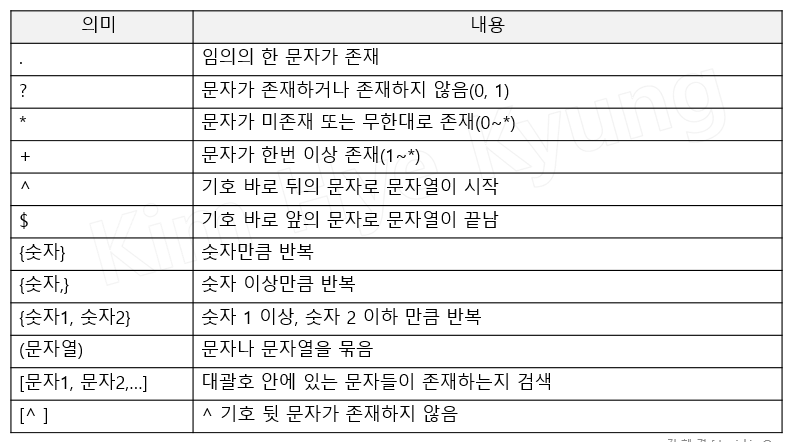 의미 내용
. 임의의 한 문자가 존재
? 문자가 존재하거나 존재하지 않음(0, 1)
* 문자가 미존재 또는 무한대로 존재(0~*)
+ 문자가 한번 이상 존재(1~*)
^ 기호 바로 뒤의 문자로 문자열이 시작
$ 기호 바로 앞의 문자로 문자열이 끝남
{숫자} 숫자만큼 반복
{숫자,} 숫자 이상만큼 반복
{숫자1, 숫자2} 숫자 1 이상, 숫자 2 이하 만큼 반복
(문자열) 문자나 문자열을 묶음
[문자1, 문자2,...] 대괄호 안에 있는 문자들이 존재하는지 검색
[^ ] ^ 기호 뒷 문자가 존재하지 않음
Kim Hye Kyung